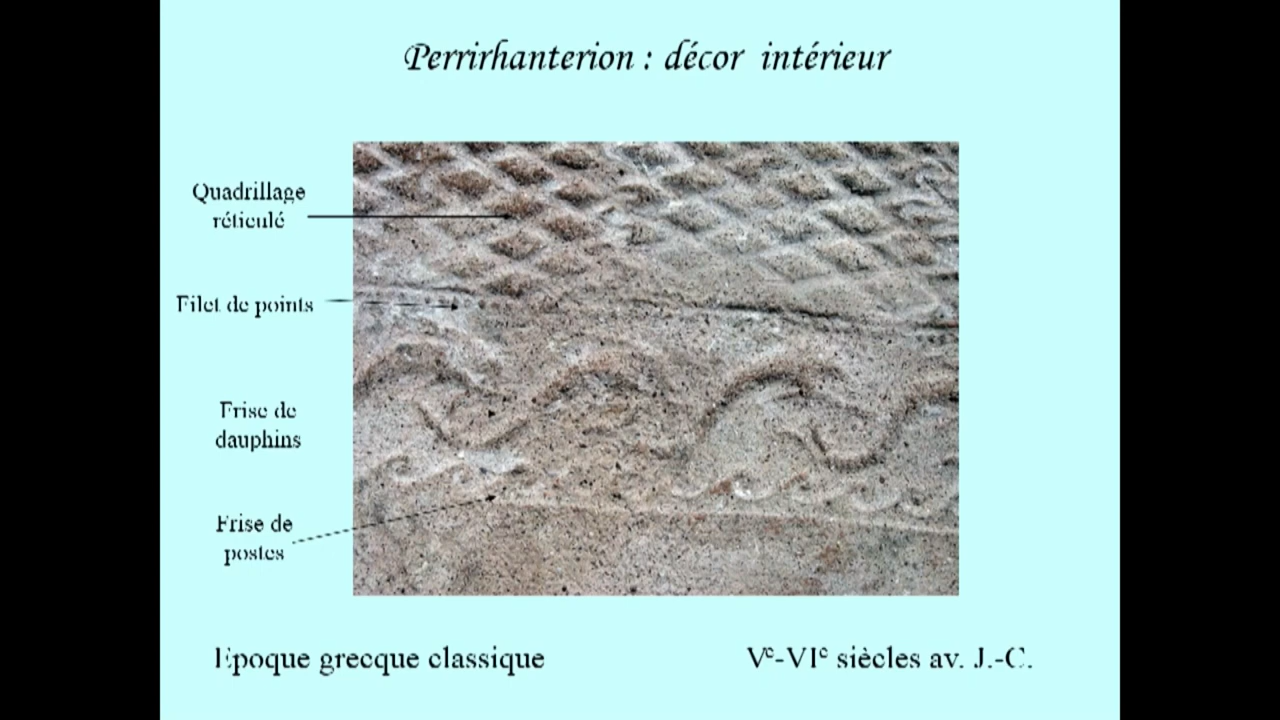 Perrirhanterion : décor intérieur
Quadrillage
réticulé
Filet de points
Frise de
dauphins
Frise de
postes
Epoque grecque classique
Vᵉ-VIᵉ siècles av. J.-C.